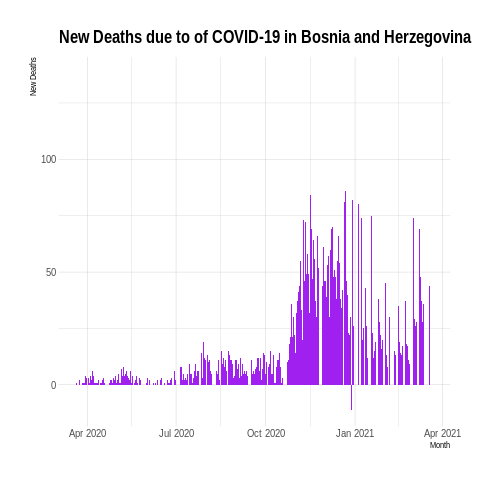 New Deaths due to of COVID-19 in Bosnia and Herzegovina
New Deaths
100
50
0
Apr 2020 Jul 2020 Oct 2020 Jan 2021 Apr 2021
Month